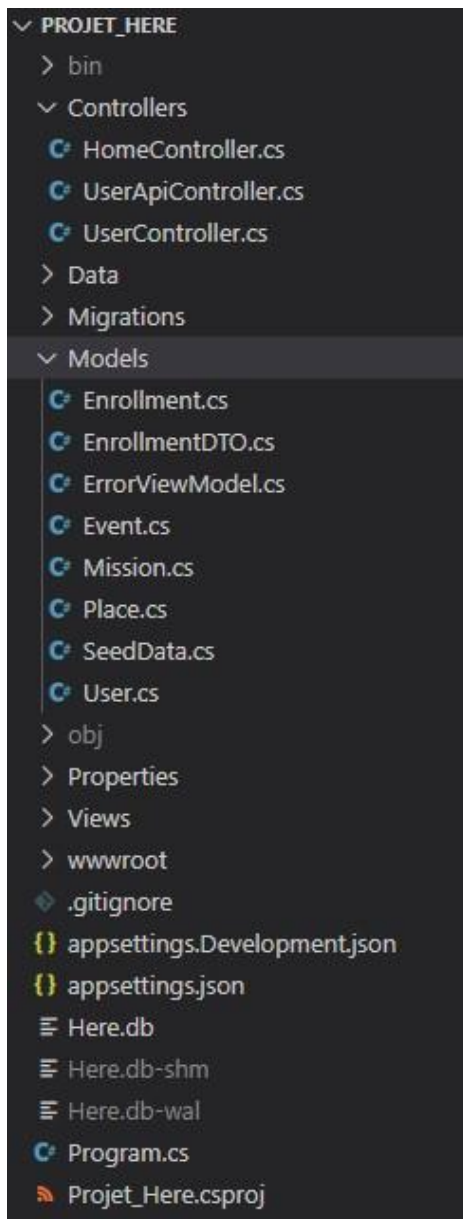 PROJET_HERE
bin
Controllers
C# HomeController.cs
C# UserApiController.cs
C# UserController.cs
Data
Migrations
Models
C# Enrollment.cs
C# EnrollmentDTO.cs
C# ErrorViewModel.cs
C# Event.cs
C# Mission.cs
C# Place.cs
C# SeedData.cs
C# User.cs
obj
Properties
Views
wwwroot
.gitignore
{} appsettings.Development.json
{} appsettings.json
Here.db
Here.db-shm
Here.db-wal
C# Program.cs
Projet_Here.csproj